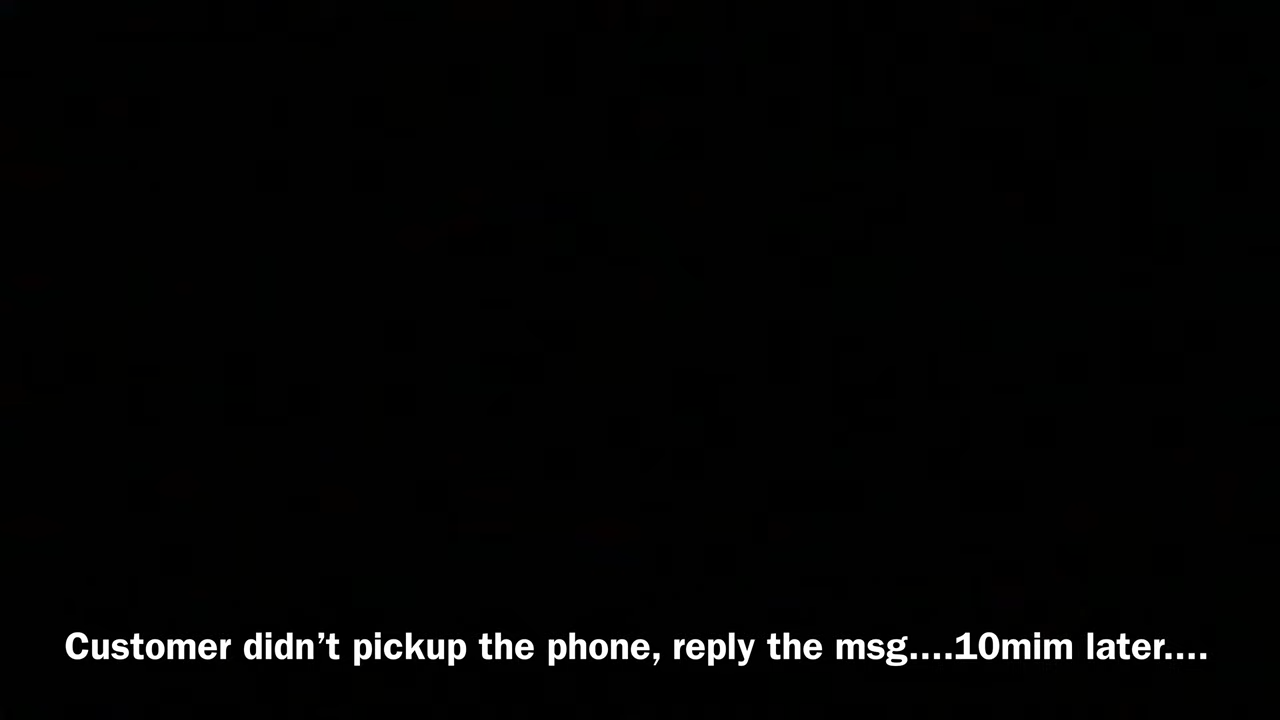 Customer didn’t pickup the phone, reply the msg....10mim later....